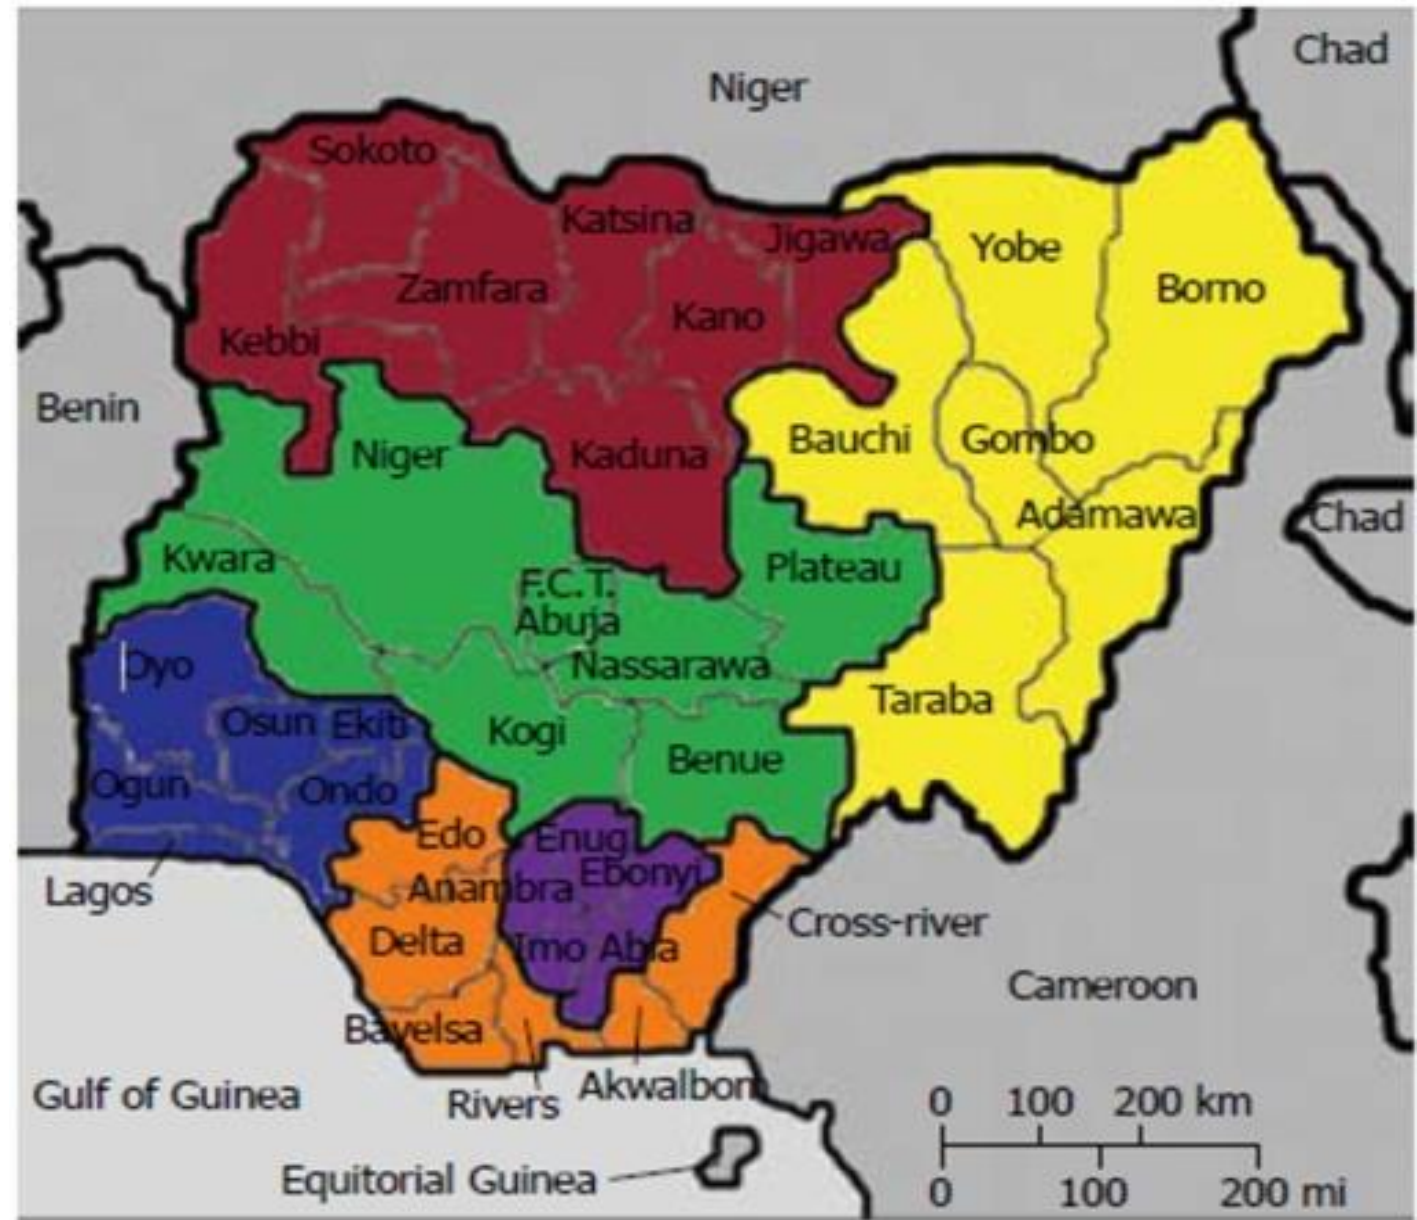 Chad
Niger
Sokoto
Katsina
Jigawa
Yobe
Zamfara
Borno
Kano
Kebbi
Benin
Niger
Kaduna
Bauchi
Gombo
Adamawa
Chad
Kwara
F.C.T.
Abuja
Plateau
Nassarawa
Oyo
Taraba
Osun Ekiti
Kogi
Benue
Ogun
Ondo
Edo
Enug
Ebonyi
Lagos
Anambra
Cross-river
Delta
Imo Abia
Cameroon
Bayelsa
Gulf of Guinea
Rivers
Akwalbom
0 100 200 km
Equitorial Guinea
0 100 200 mi